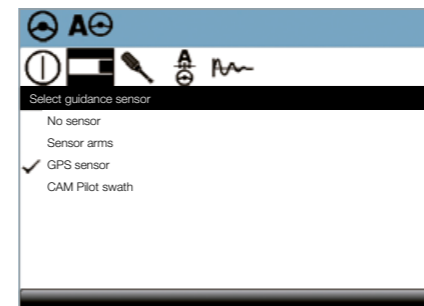 A
A
Select guidance sensor
No sensor
Sensor arms
GPS sensor
CAM Pilot swath